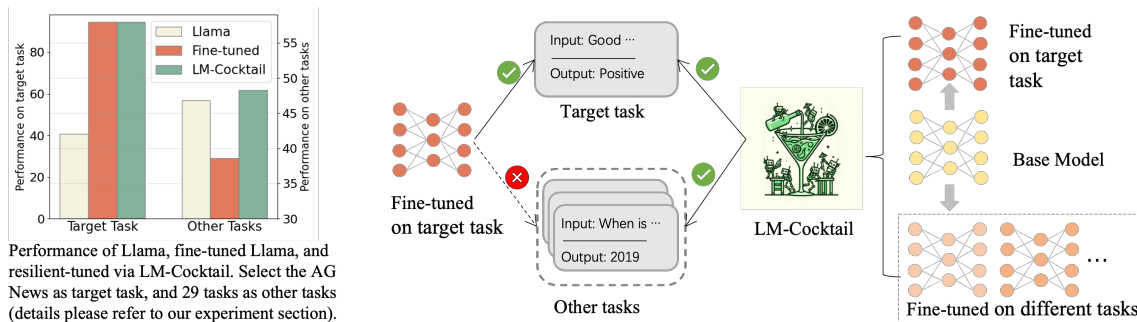 Llama
Fine-tuned
LM-Cocktail
Performance on target task
80
60
40
20
0
Performance on other tasks
55
50
45
40
35
30
Target Task
Other Tasks
Performance of Llama, fine-tuned Llama, and
resilient-tuned via LM-Cocktail. Select the AG
News as target task, and 29 tasks as other tasks
(details please refer to our experiment section).
Fine-tuned
on target task
Input: Good ···
Output: Positive
Target task
Input: When is ···
Output: 2019
Other tasks
LM-Cocktail
Fine-tuned
on target
task
Base Model
...
Fine-tuned on different tasks